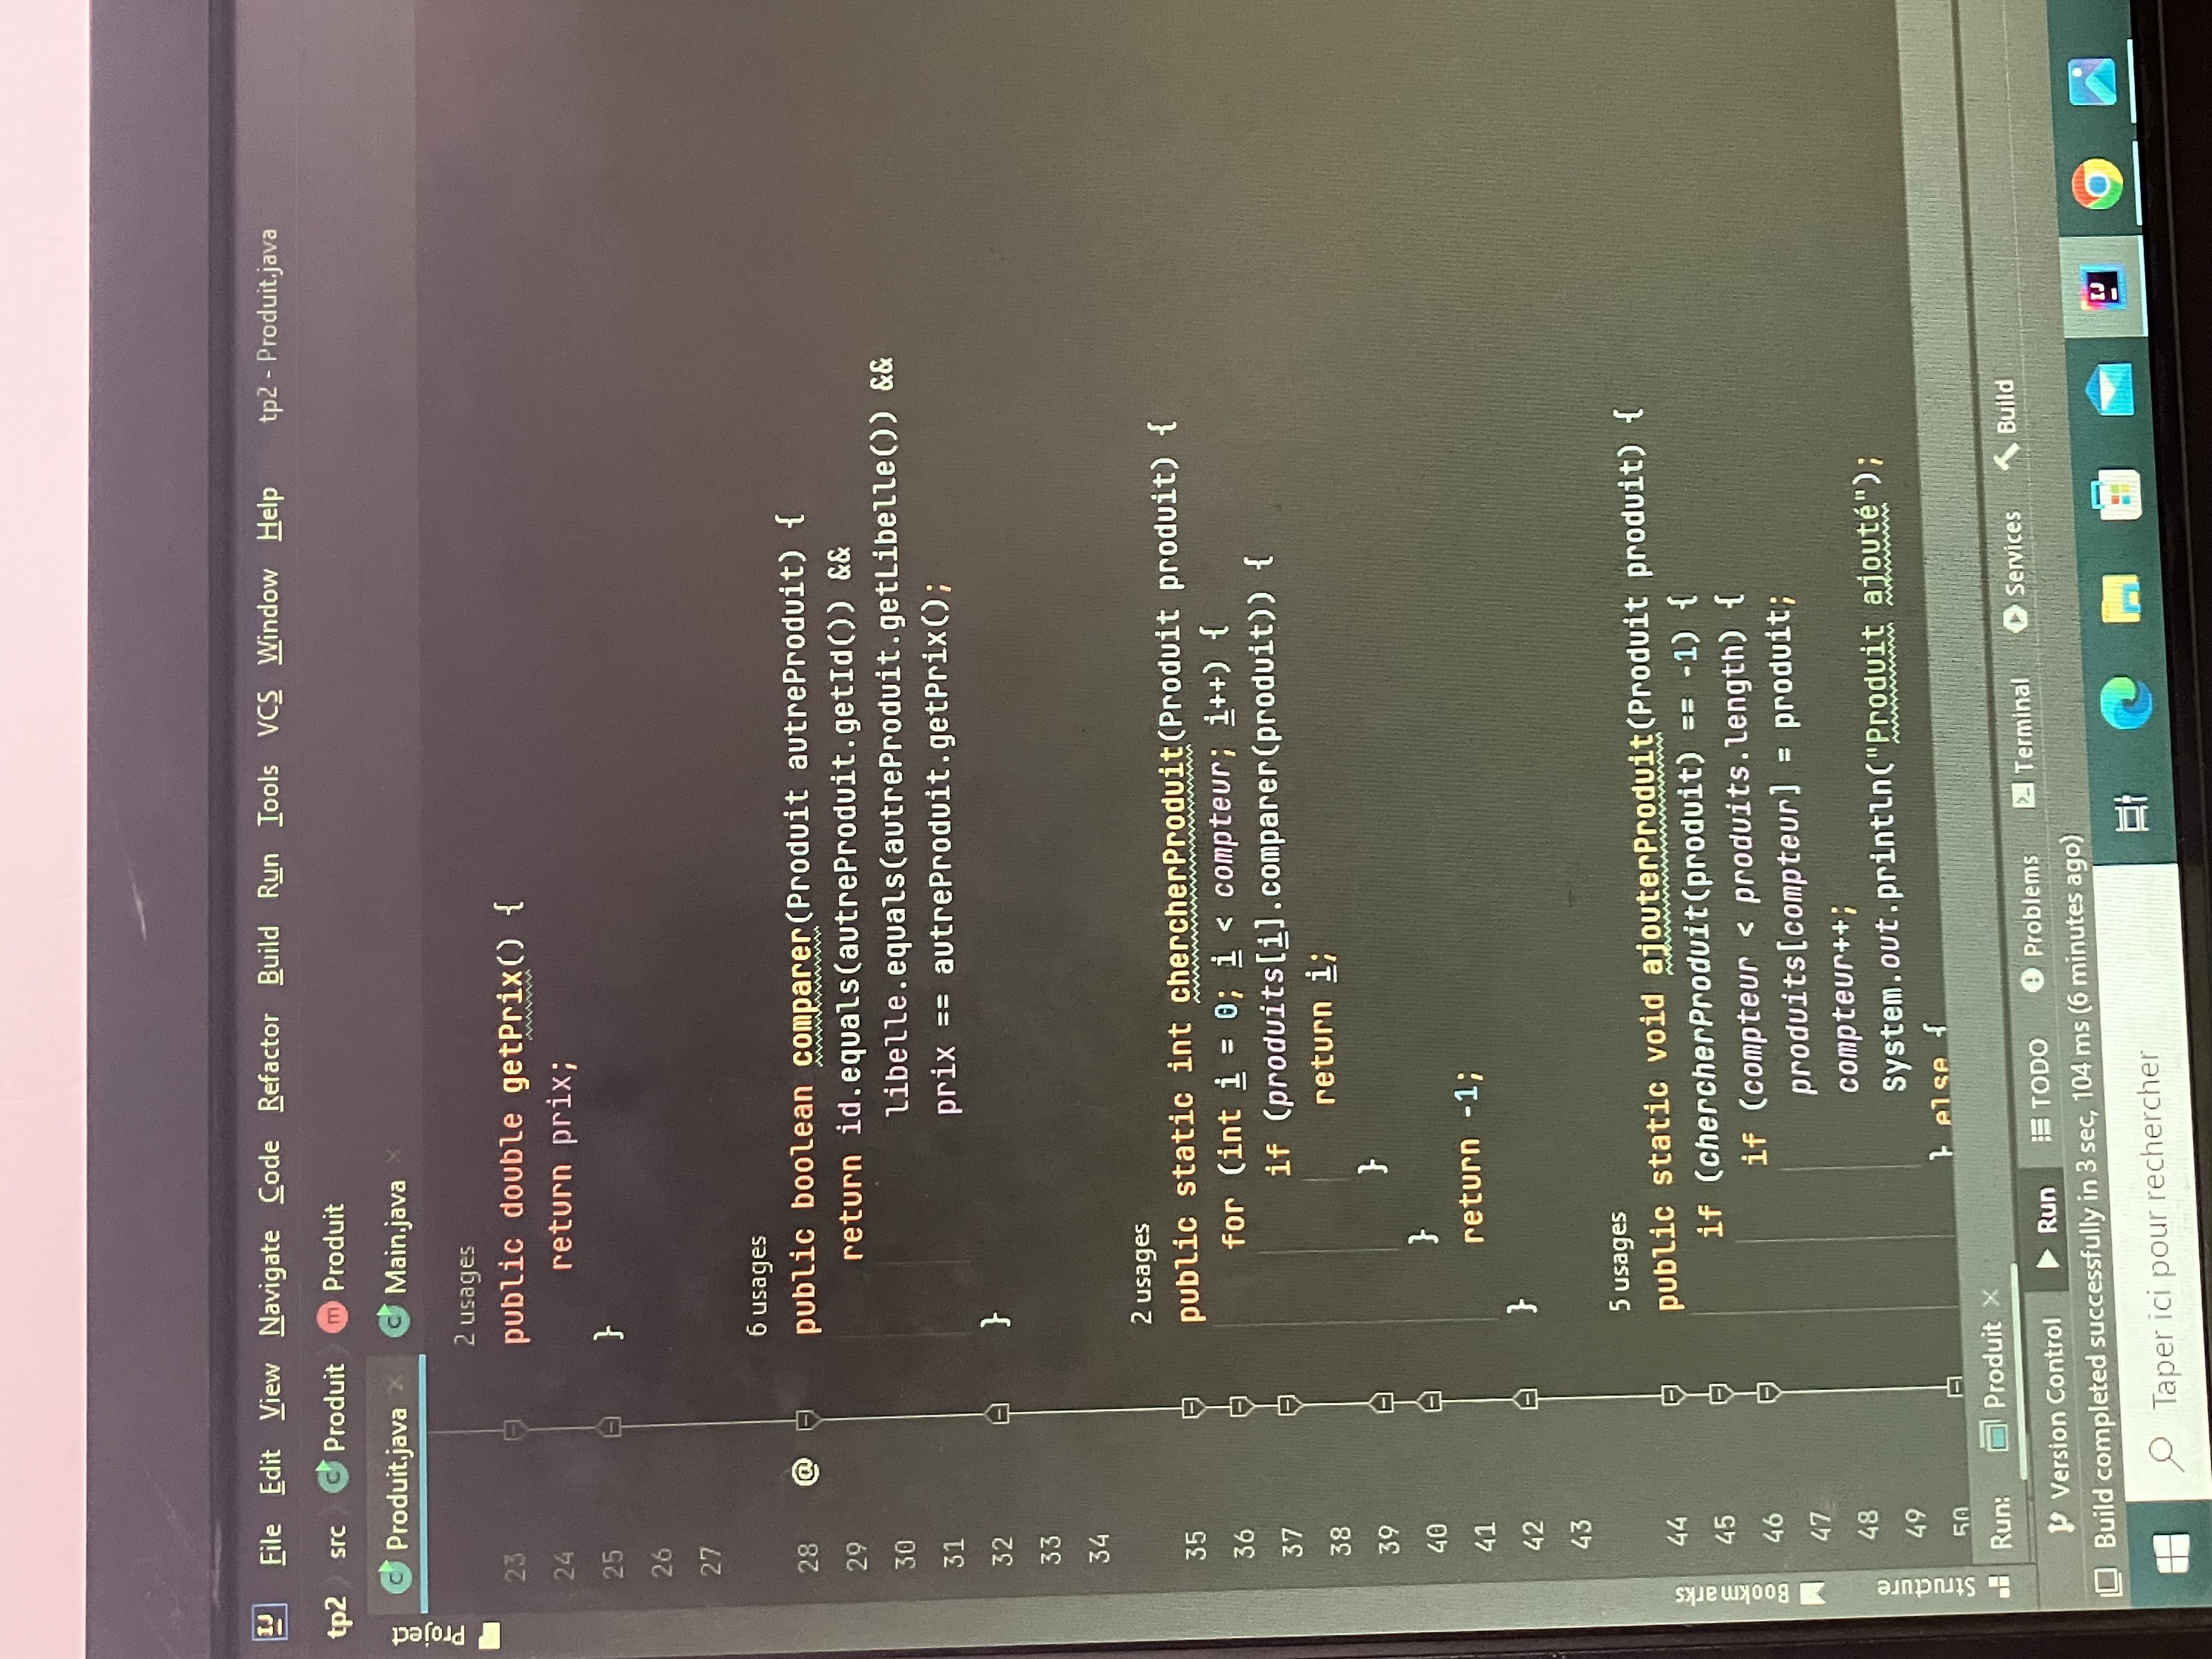 IJ File Edit View Navigate Code Refactor Build Run Tools VCS Window Help tp2 - Produit.java
tp2 src C Produit m Produit
C Produit.java C Main.java
Project
2 usages
23 public double getPrix() {
24 return prix;
25 }
26
27
6 usages
28 @ public boolean comparer(Produit autreProduit) {
29 return id.equals(autreProduit.getId()) &&
30 libelle.equals(autreProduit.getLibelle()) &&
31 prix == autreProduit.getPrix();
32 }
33
34
2 usages
35 public static int chercherProduit(Produit produit) {
36 for (int i = 0; i < compteur; i++) {
37 if (produits[i].comparer(produit)) {
38 return i;
39 }
40 }
41 return -1;
42 }
43
5 usages
44 public static void ajouterProduit(Produit produit) {
45 if (chercherProduit(produit) == -1) {
46 if (compteur < produits.length) {
47 produits[compteur] = produit;
48 compteur++;
49 System.out.println("Produit ajouté");
50 } else {
Bookmarks
Structure
Run: Produit
Version Control Run TODO Problems Terminal Services Build
Build completed successfully in 3 sec, 104 ms (6 minutes ago)
Taper ici pour rechercher
IJ